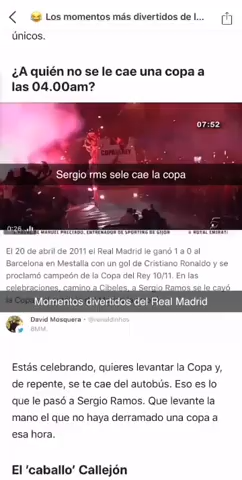 😂 Los momentos más divertidos de l...
únicos.
¿A quién no se le cae una copa a
las 04.00am?
07:52
COPA DEL REY
Sergio rms sele cae la copa
0:26
MANUEL PRECIADO, ENTRENADOR DE SPORTING DE GIJÓN
El 20 de abril de 2011 el Real Madrid le ganó 1 a 0 al
Barcelona en Mestalla con un gol de Cristiano Ronaldo y se
proclamó campeón de la Copa del Rey 10/11. En las
celebraciones, camino a Cibeles, a Sergio Ramos se le cayó
Momentos divertidos del Real Madrid
David Mosquera
8MM.
Estás celebrando, quieres levantar la Copa y,
de repente, se te cae del autobús. Eso es lo
que le pasó a Sergio Ramos. Que levante la
mano el que no haya derramado una copa a
esa hora.
El 'caballo' Callejón